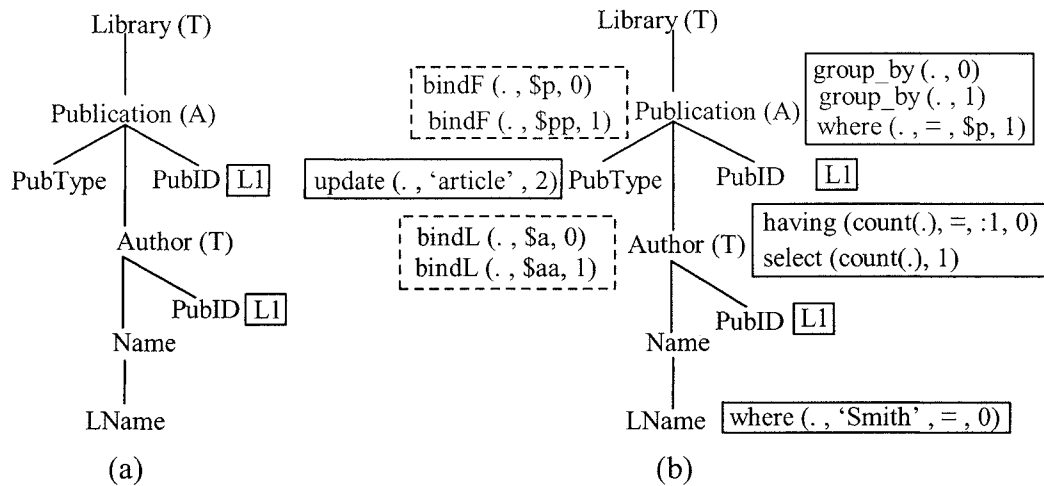 Library (T)
Publication (A)
PubType
PubID L1
Author (T)
PubID L1
Name
LName
(a)
Library (T)
bindF (. , $p, 0)
bindF (. , $pp, 1)
Publication (A)
group_by (. , 0)
group_by (. , 1)
where (. , = , $p, 1)
update (. , ‘article’ , 2) PubType
PubID L1
bindL (. , $a, 0)
bindL (. , $aa, 1)
Author (T)
having (count(.), =, :1, 0)
select (count(.), 1)
PubID L1
Name
LName where (. , ‘Smith’ , = , 0)
(b)